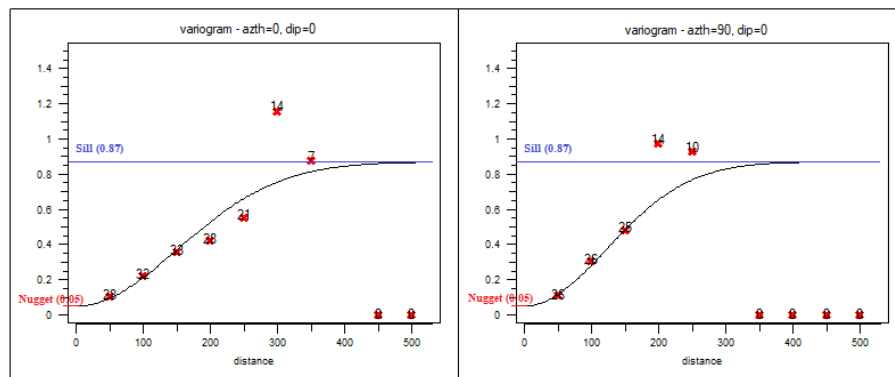 variogram - azth=0, dip=0
1.4
1.2
1
0.8
0.6
0.4
0.2
0
Sill (0.87)
Nugget (0.05)
14
7
33
28
21
0 100 200 300 400 500
distance
variogram - azth=90, dip=0
1.4
1.2
1
0.8
0.6
0.4
0.2
0
Sill (0.87)
Nugget (0.05)
14
10
25
26
26
0 100 200 300 400 500
distance